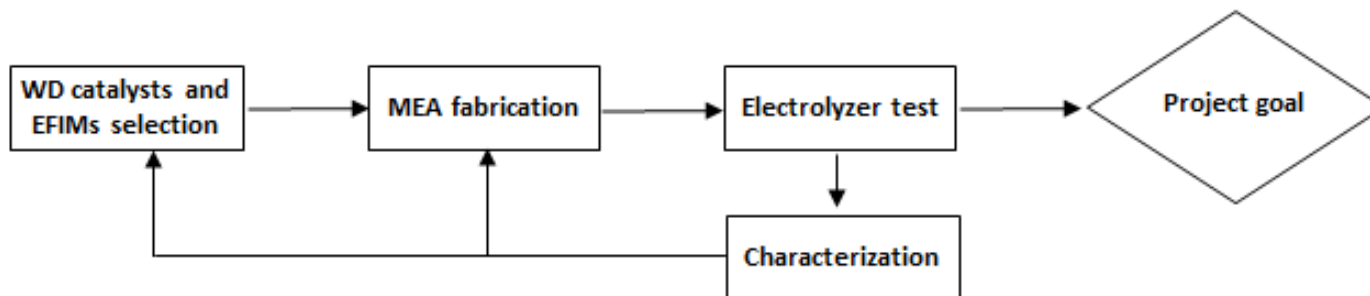 WD catalysts and
EFIMs selection
MEA fabrication
Electrolyzer test
Project goal
Characterization